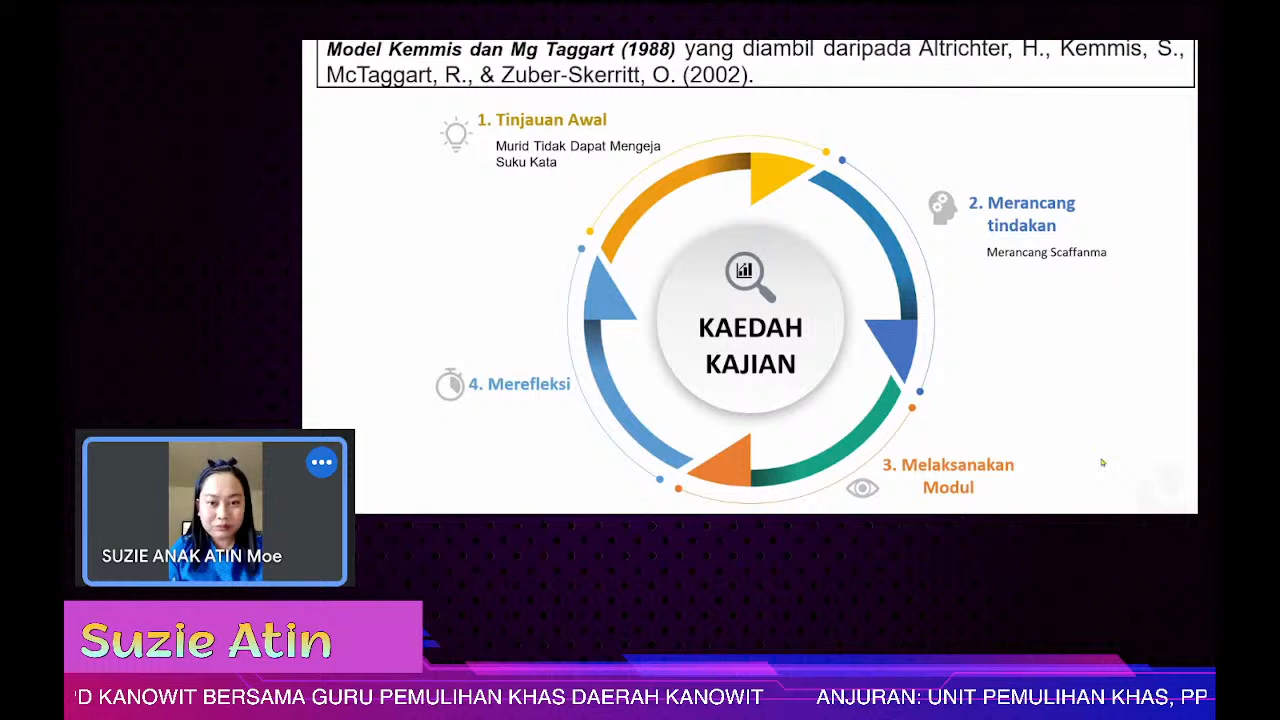 Model Kemmis dan Mg Taggart (1988) yang diambil daripada Altrichter, H., Kemmis, S.,
McTaggart, R., & Zuber-Skerritt, O. (2002).
1. Tinjauan Awal
Murid Tidak Dapat Mengeja
Suku Kata
2. Merancang
tindakan
Merancang Scaffanma
KAEDAH
KAJIAN
4. Merefleksi
3. Melaksanakan
Modul
SUZIE ANAK ATIN Moe
Suzie Atin
'D KANOWIT BERSAMA GURU PEMULIHAN KHAS DAERAH KANOWIT ANJURAN: UNIT PEMULIHAN KHAS, PP